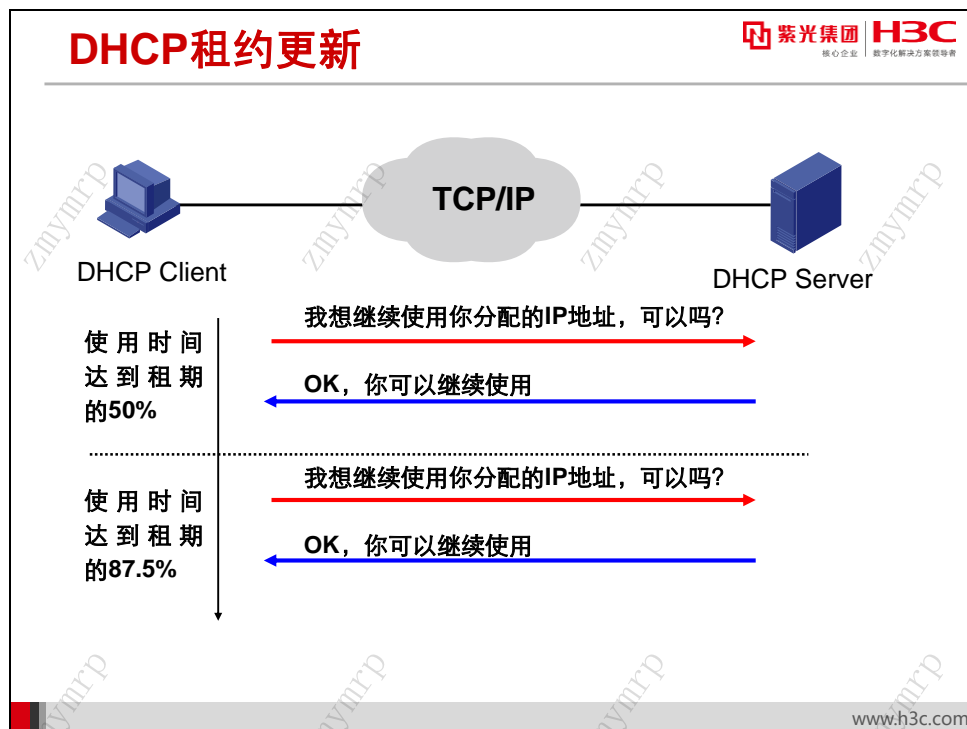 DHCP租约更新
紫光集团 H3C
核心企业 数字化解决方案领导者
zmymrp zmymrp zmymrp zmymrp
TCP/IP
DHCP Client
DHCP Server
我想继续使用你分配的IP地址，可以吗?
使用时间
达到租期
的50%
OK，你可以继续使用
我想继续使用你分配的IP地址，可以吗?
使用时间
达到租期
的87.5%
OK，你可以继续使用
zmymrp zmymrp zmymrp zmymrp
www.h3c.com